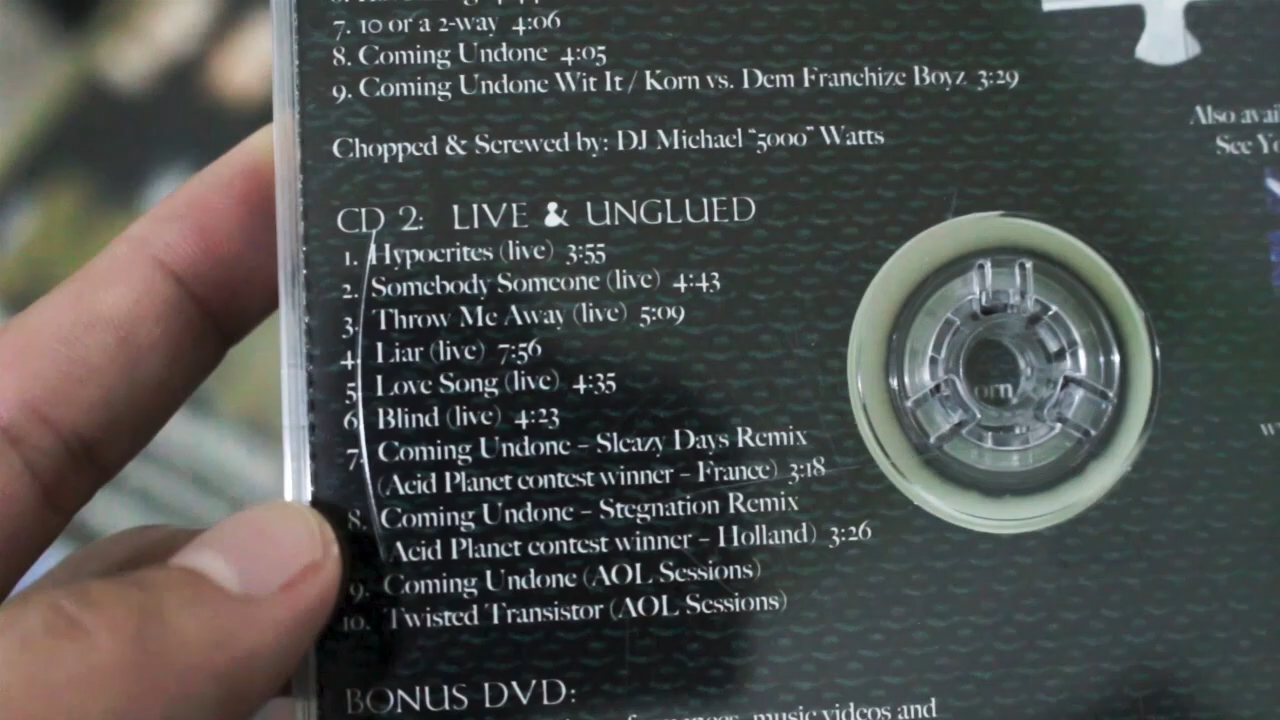 7. 10 or a 2-way 4:06
8. Coming Undone 4:05
9. Coming Undone Wit It / Korn vs. Dem Franchize Boyz 3:29
Chopped & Screwed by: DJ Michael "5000" Watts
Also
See
CD 2: LIVE & UNGLUED
1. Hypocrites (live) 3:55
2. Somebody Someone (live) 4:43
3. Throw Me Away (live) 5:09
4. Liar (live) 7:56
5. Love Song (live) 4:35
6. Blind (live) 4:23
7. Coming Undone – Sleazy Days Remix
(Acid Planet contest winner – France) 3:18
8. Coming Undone – Stegnation Remix
(Acid Planet contest winner – Holland) 3:26
9. Coming Undone (AOL Sessions)
10. Twisted Transistor (AOL Sessions)
BONUS DVD:
music videos and